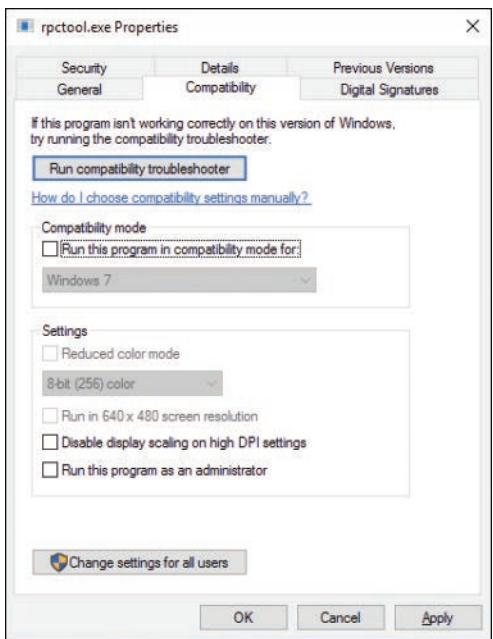 rpctool.exe Properties
Security Details Previous Versions
General Compatibility Digital Signatures
If this program isn't working correctly on this version of Windows,
try running the compatibility troubleshooter.
Run compatibility troubleshooter
How do I choose compatibility settings manually?
Compatibility mode
Run this program in compatibility mode for:
Windows 7
Settings
Reduced color mode
8-bit (256) color
Run in 640 x 480 screen resolution
Disable display scaling on high DPI settings
Run this program as an administrator
Change settings for all users
OK Cancel Apply